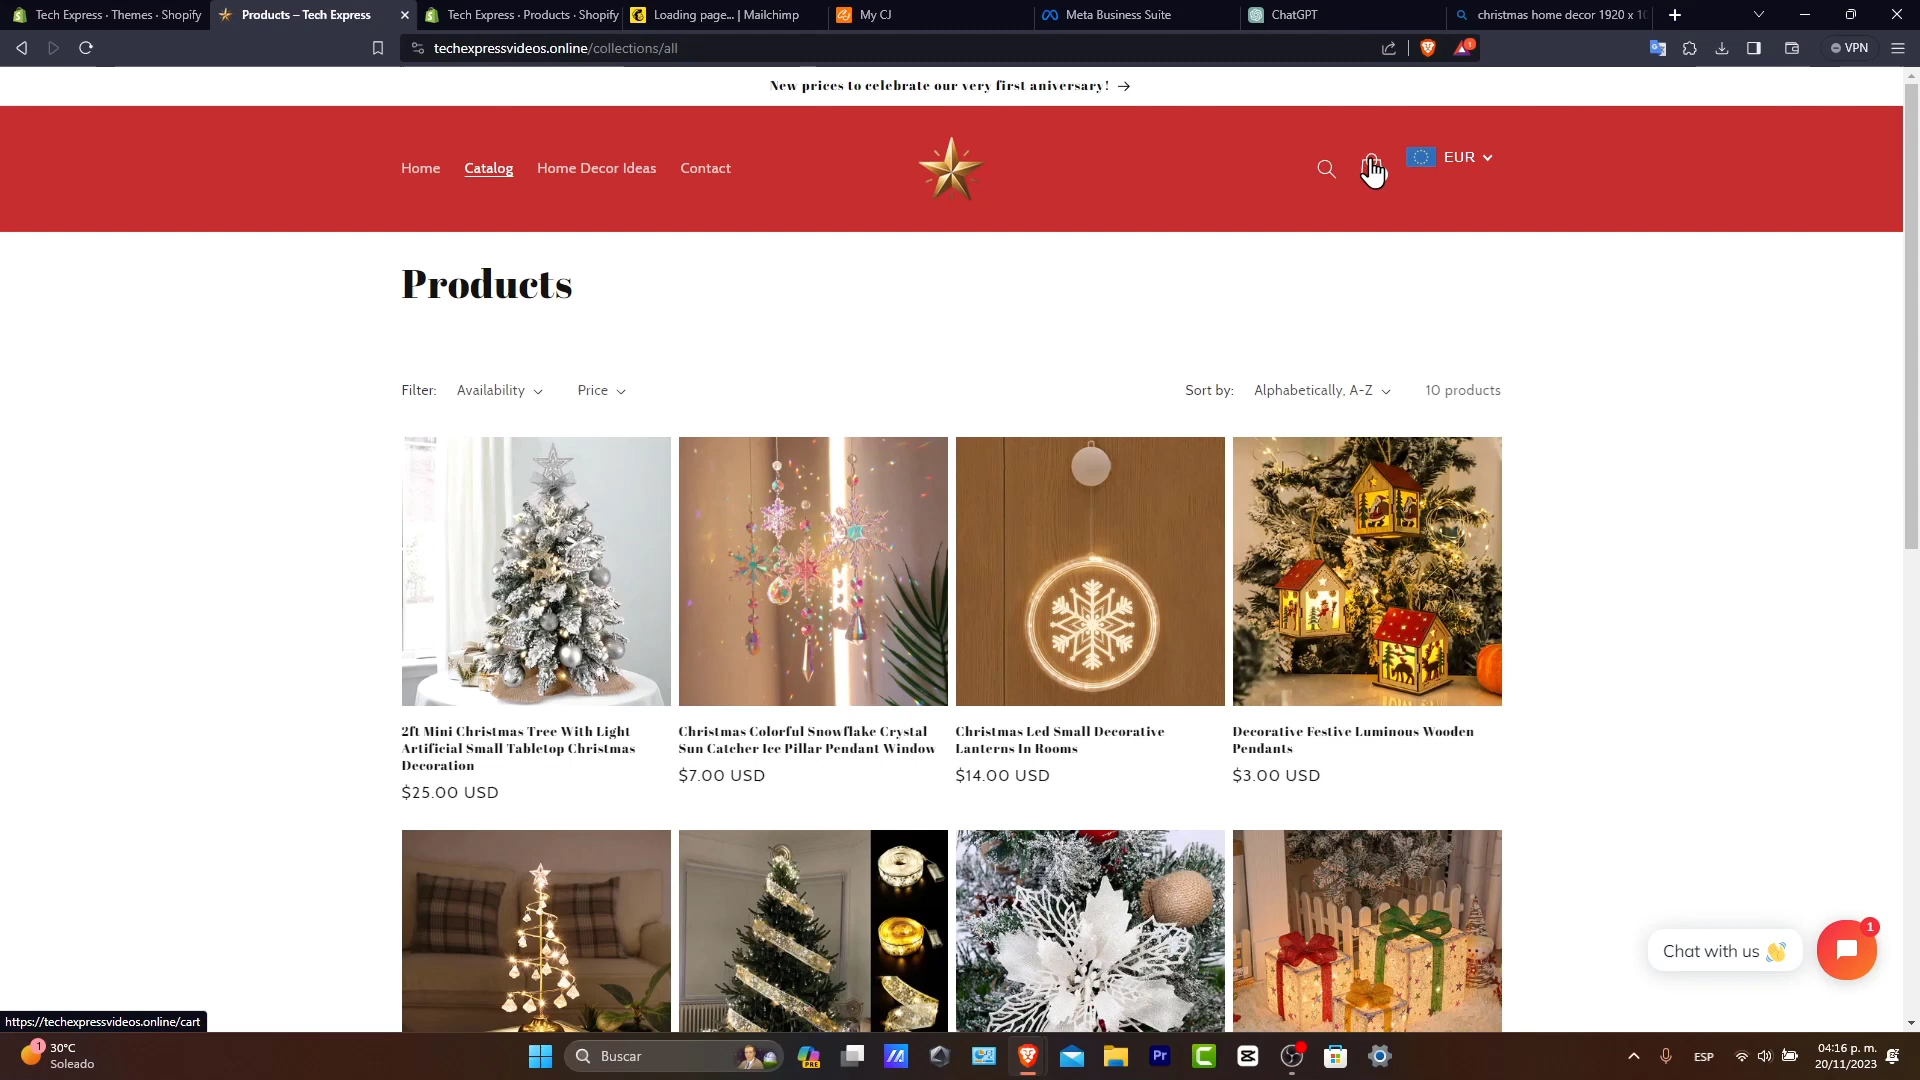 Tech Express · Themes · Shopify
Products – Tech Express
Tech Express · Products · Shopify
Loading page... | Mailchimp
My CJ
Meta Business Suite
ChatGPT
christmas home decor 1920 x 10
techexpressvideos.online/collections/all
1
VPN
New prices to celebrate our very first aniversary! →
Home
Catalog
Home Decor Ideas
Contact
EUR
Products
Filter:
Availability
Price
Sort by:
Alphabetically, A-Z
10 products
2ft Mini Christmas Tree With Light
Artificial Small Tabletop Christmas
Decoration
$25.00 USD
Christmas Colorful Snowflake Crystal
Sun Catcher Ice Pillar Pendant Window
$7.00 USD
Christmas Led Small Decorative
Lanterns In Rooms
$14.00 USD
Decorative Festive Luminous Wooden
Pendants
$3.00 USD
Chat with us 👋
1
https://techexpressvideos.online/cart
1
30°C
Soleado
Buscar
PRE
Pr
ESP
04:16 p. m.
20/11/2023